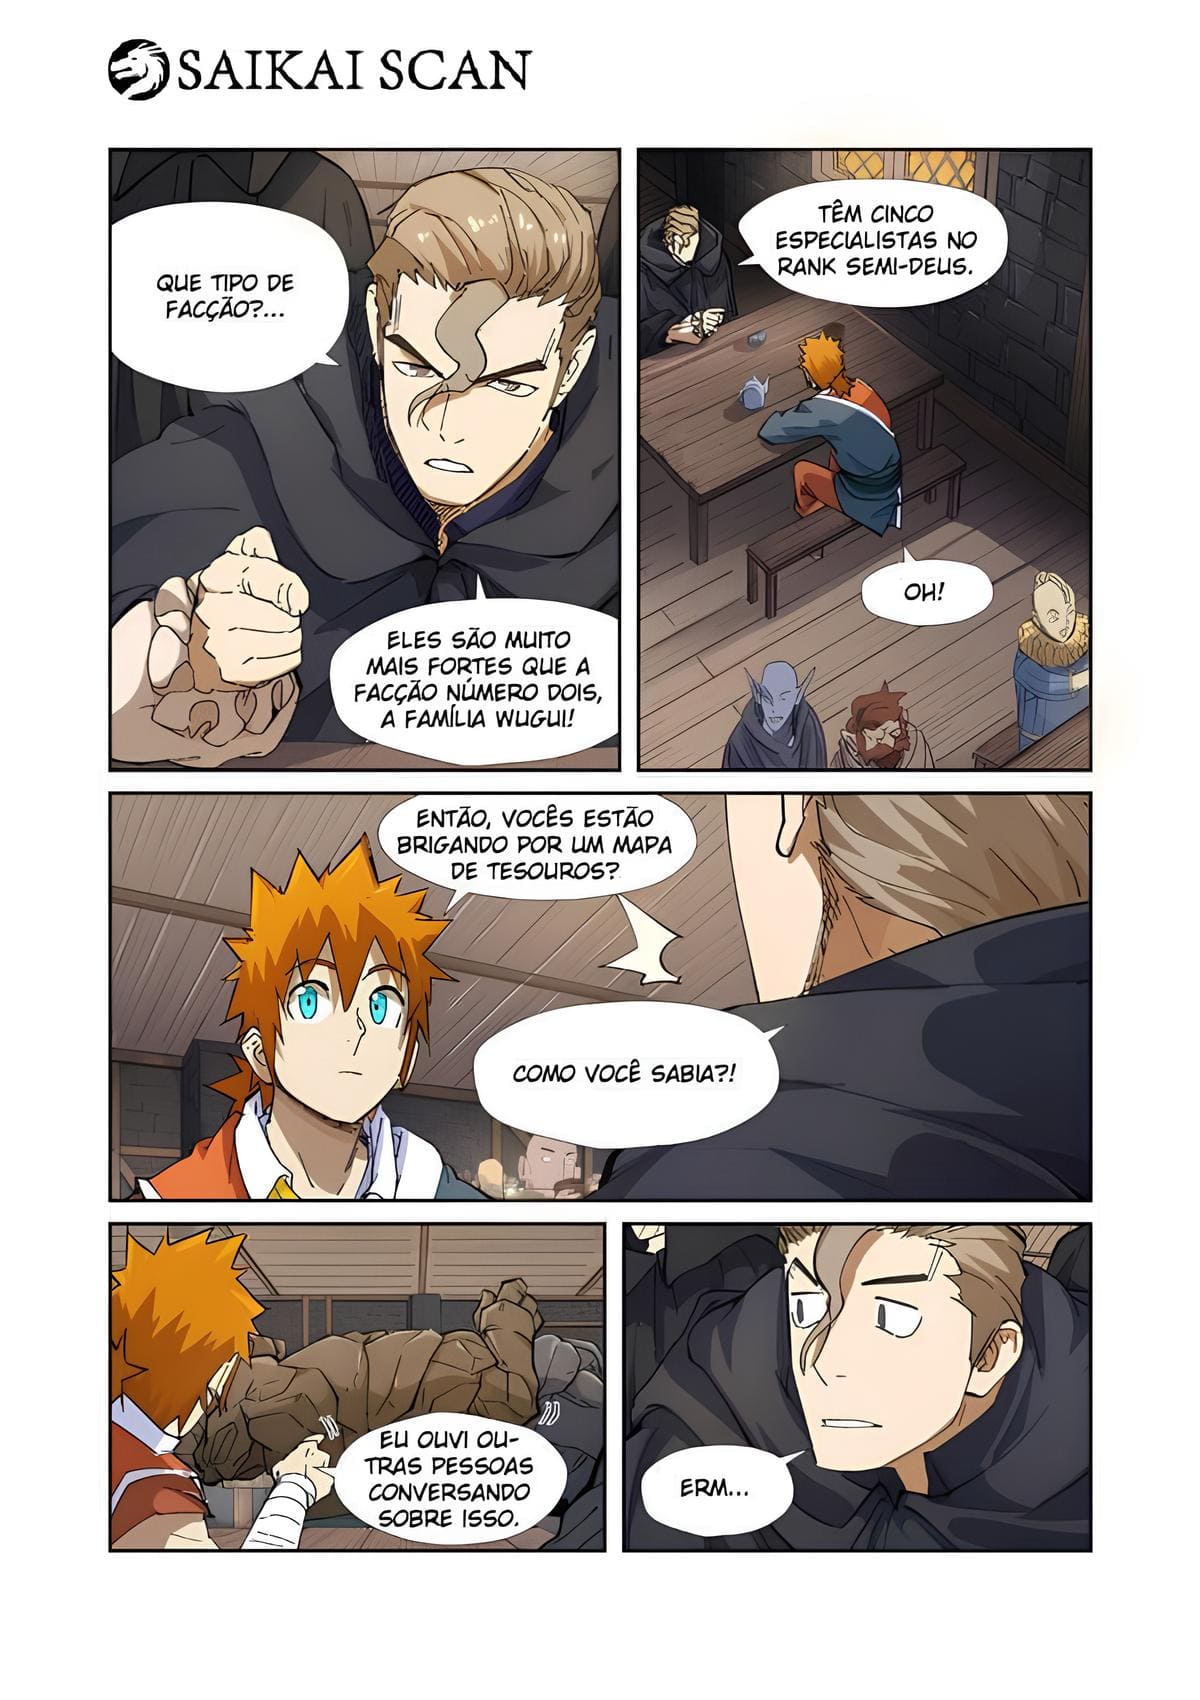 SAIKAI SCAN
QUE TIPO DE
FACÇÃO?...
ELES SÃO MUITO
MAIS FORTES QUE A
FACÇÃO NÚMERO DOIS,
A FAMÍLIA WUGUI!
TÊM CINCO
ESPECIALISTAS NO
RANK SEMI-DEUS.
OH!
ENTÃO, VOCÊS ESTÃO
BRIGANDO POR UM MAPA
DE TESOUROS?
COMO VOCÊ SABIA?!
EU OUVI OU-
TRAS PESSOAS
CONVERSANDO
SOBRE ISSO.
ERM...